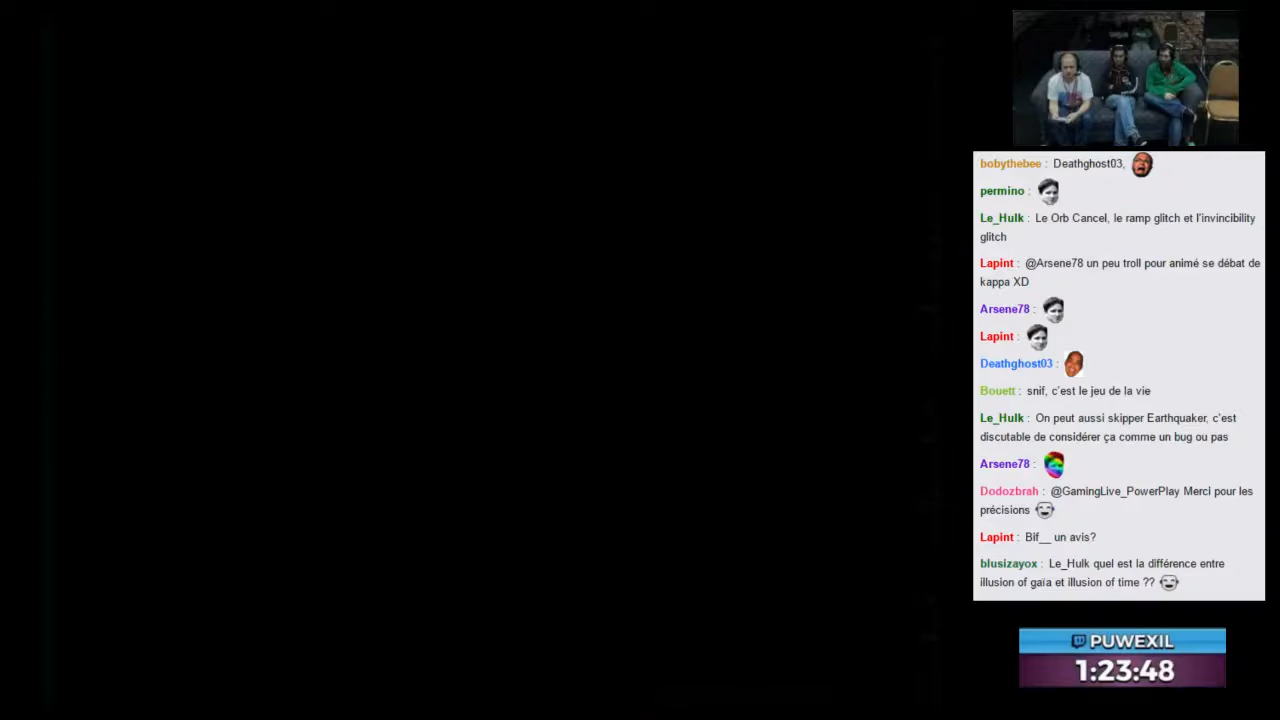 bobythebee : Deathghost03,
permino :
Le_Hulk : Le Orb Cancel, le ramp glitch et l'invincibility
glitch
Lapint : @Arsene78 un peu troll pour animé se débat de
kappa XD
Arsene78 :
Lapint :
Deathghost03 :
Bouett : snif, c'est le jeu de la vie
Le_Hulk : On peut aussi skipper Earthquaker, c'est
discutable de considérer ça comme un bug ou pas
Arsene78 :
Dodozbrah : @GamingLive_PowerPlay Merci pour les
précisions
Lapint : Bif__ un avis?
blusizayox : Le_Hulk quel est la différence entre
illusion of gaïa et illusion of time ??
PUWEXIL
1:23:48